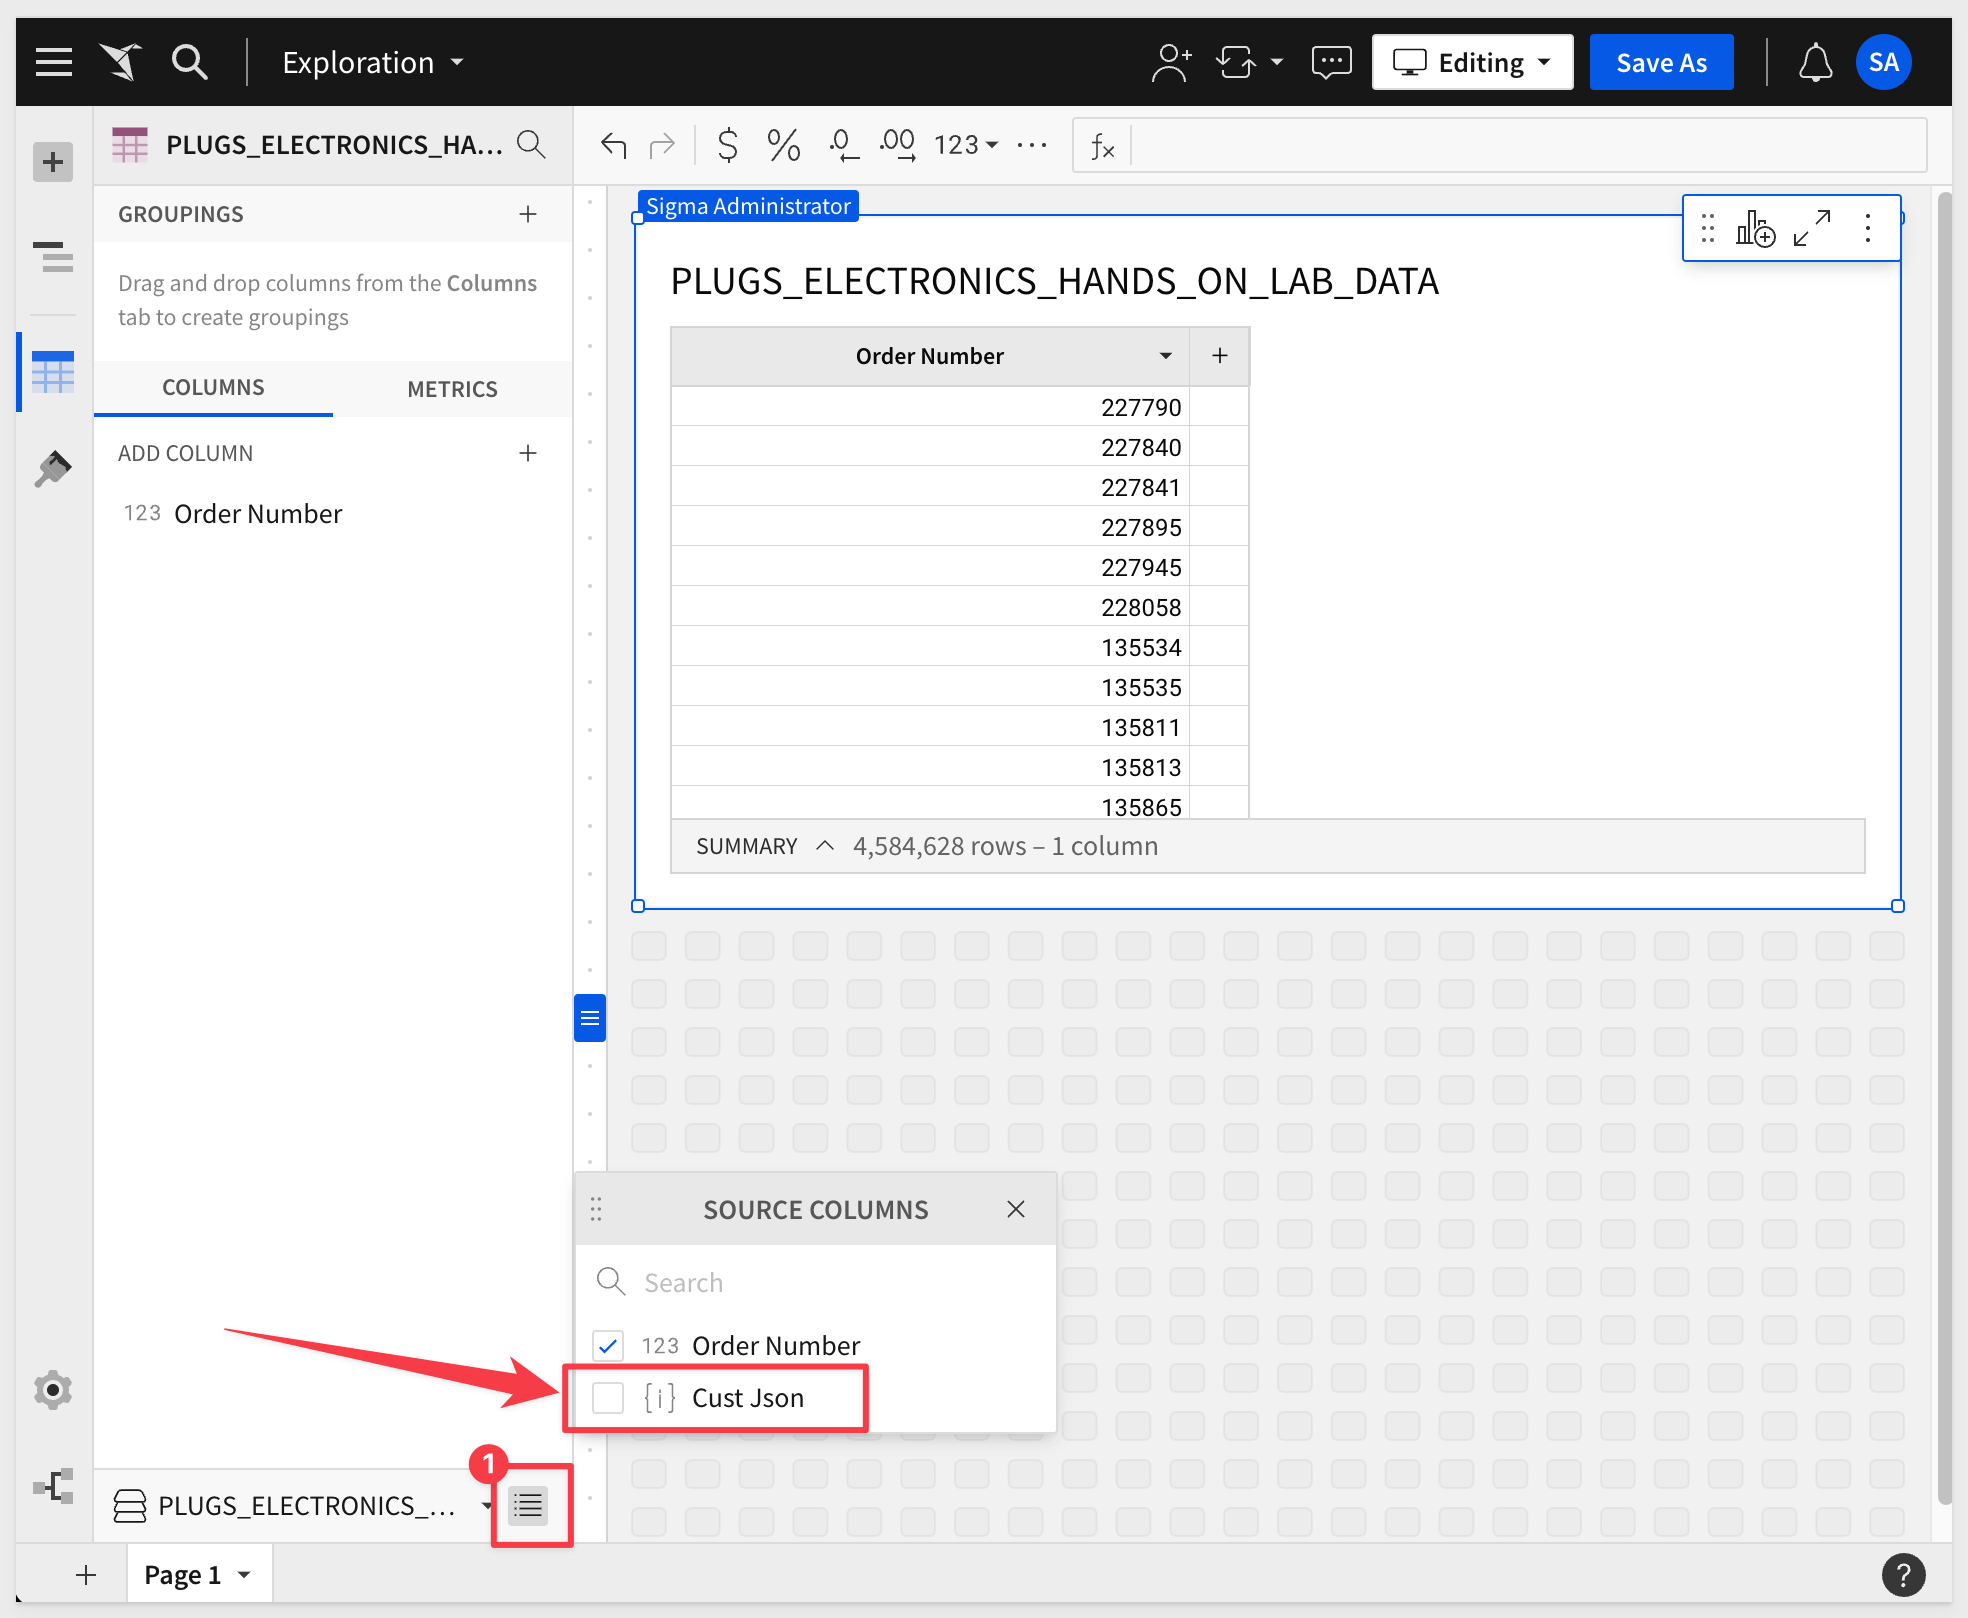 Exploration
Editing
Save As
SA
PLUGS_ELECTRONICS_HA...
$ % .0 .00 123 ...
fx
GROUPINGS
Drag and drop columns from the Columns
tab to create groupings
COLUMNS
METRICS
ADD COLUMN
123 Order Number
Sigma Administrator
PLUGS_ELECTRONICS_HANDS_ON_LAB_DATA
Order Number
227790
227840
227841
227895
227945
228058
135534
135535
135811
135813
135865
SUMMARY 4,584,628 rows – 1 column
SOURCE COLUMNS
Search
123 Order Number
{i} Cust Json
1
PLUGS_ELECTRONICS_...
Page 1
?